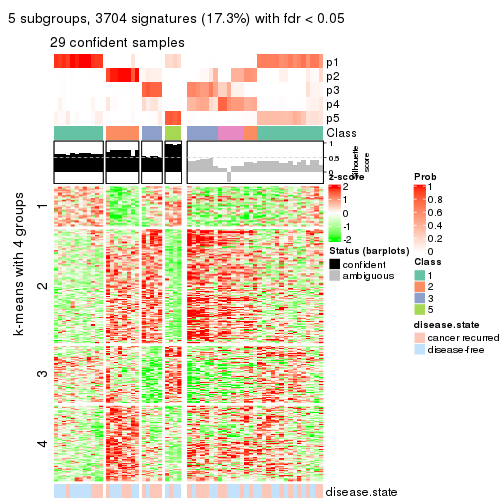 5 subgroups, 3704 signatures (17.3%) with fdr < 0.05
29 confident samples
p1
p2
p3
p4
p5
Class
1
0.5
0
Silhouette
score
k-means with 4 groups
1
2
3
4
z-score
2
1
0
-1
-2
Status (barplots)
confident
ambiguous
Prob
1
0.8
0.6
0.4
0.2
0
Class
1
2
3
5
disease.state
cancer recurred
disease-free
disease.state